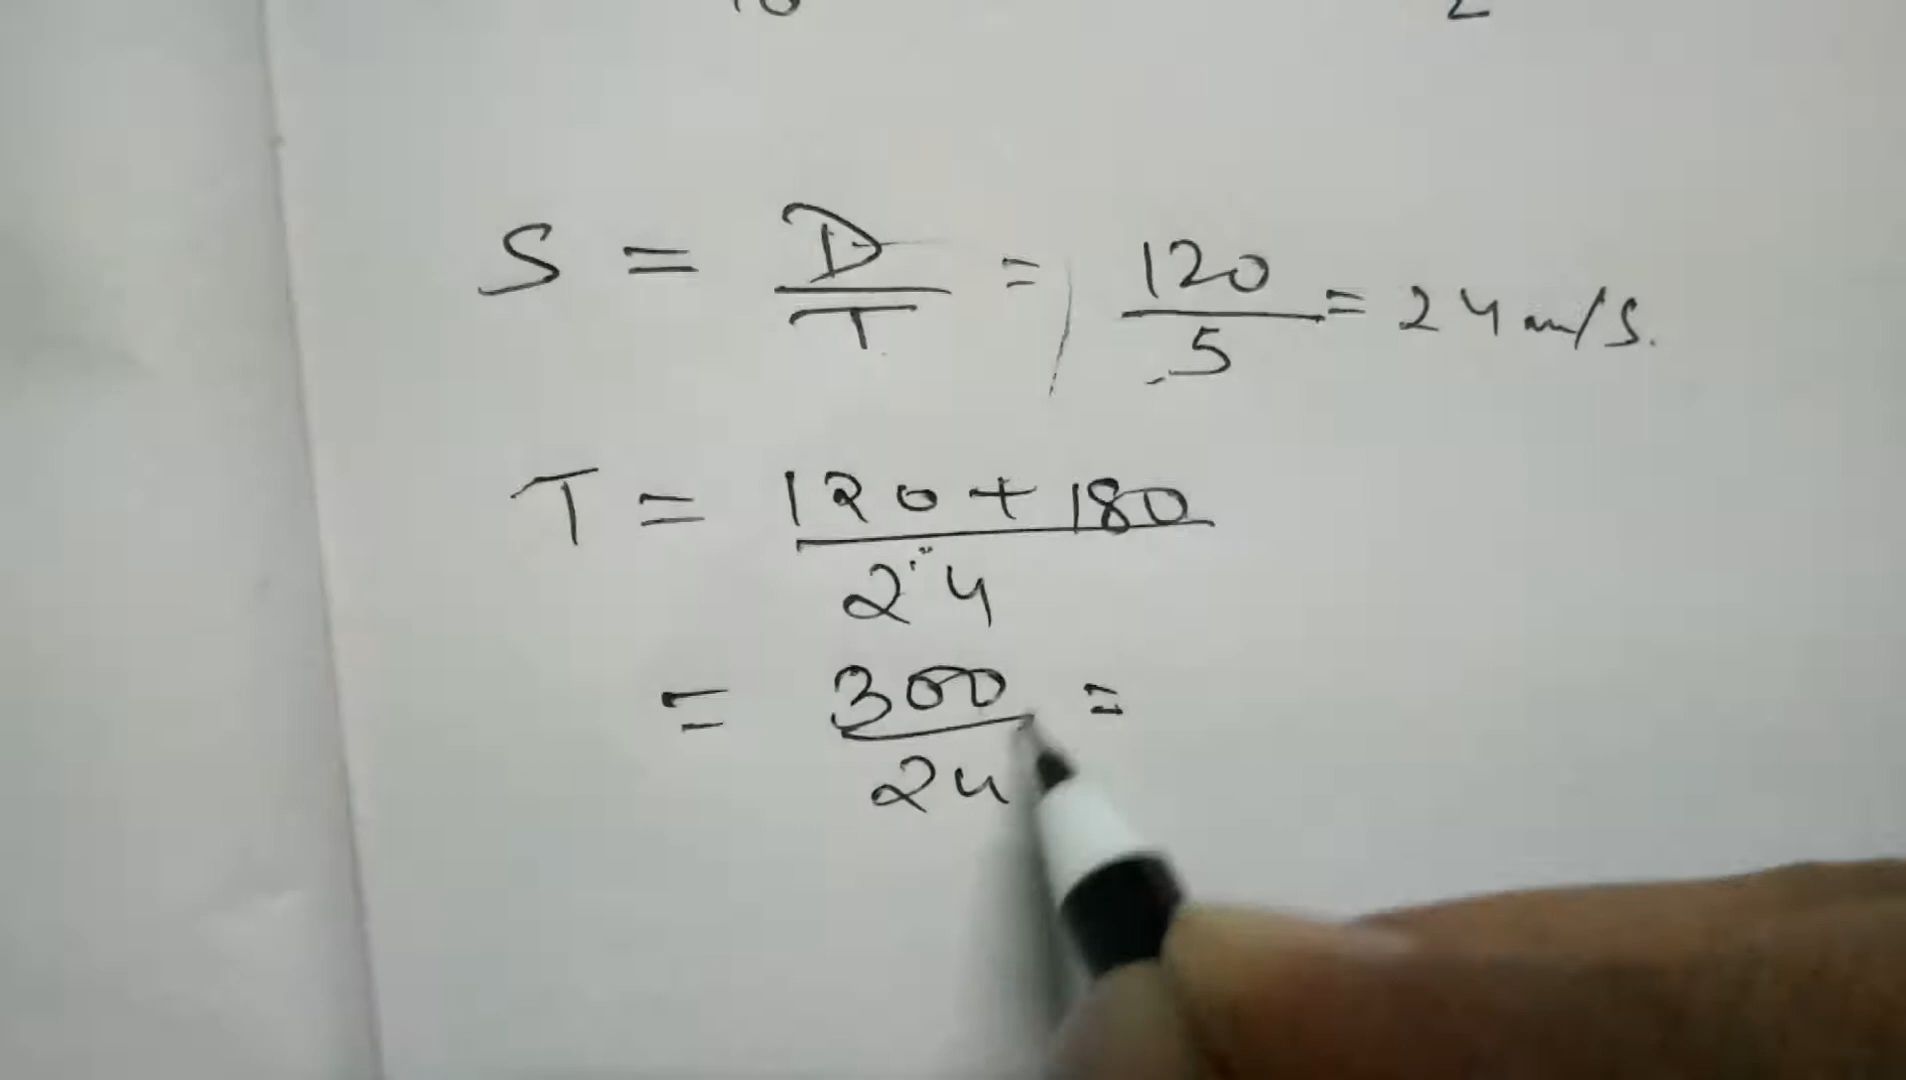 S = D/T = 120/5 = 24 m/s.
T = 120 + 180 / 24
= 300/24 =